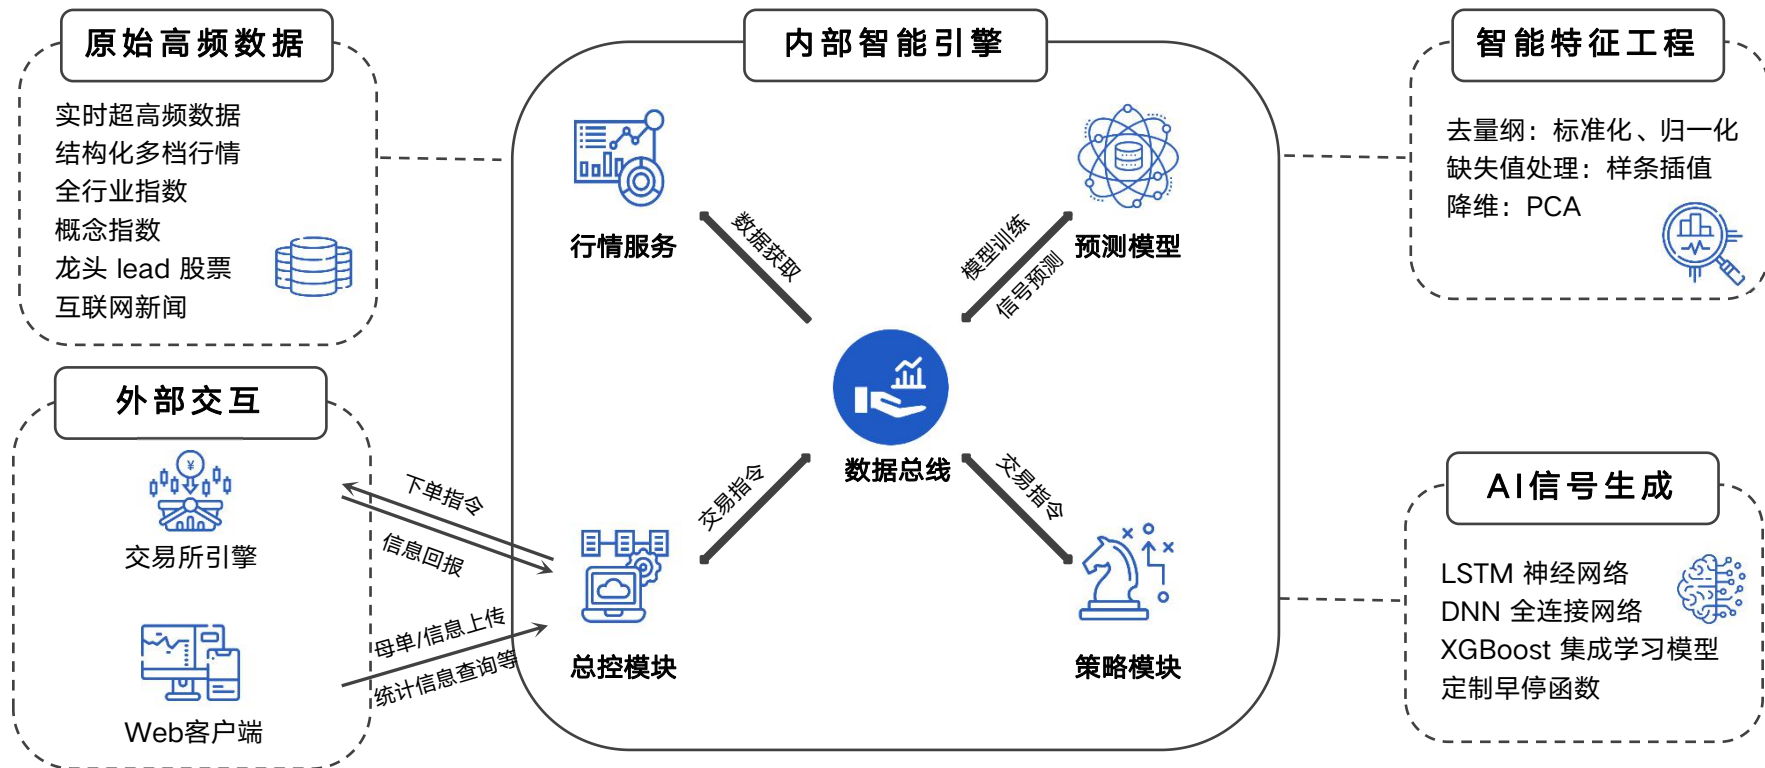 原始高频数据
实时超高频数据
结构化多档行情
全行业指数
概念指数
龙头 lead 股票
互联网新闻
外部交互
¥
交易所引擎
Web客户端
下单指令
信息回报
母单/信息上传
统计信息查询等
内部智能引擎
行情服务
预测模型
数据获取
模型训练
信号预测
数据总线
交易指令
交易指令
总控模块
策略模块
智能特征工程
去量纲：标准化、归一化
缺失值处理：样条插值
降维：PCA
AI信号生成
LSTM 神经网络
DNN 全连接网络
XGBoost 集成学习模型
定制早停函数